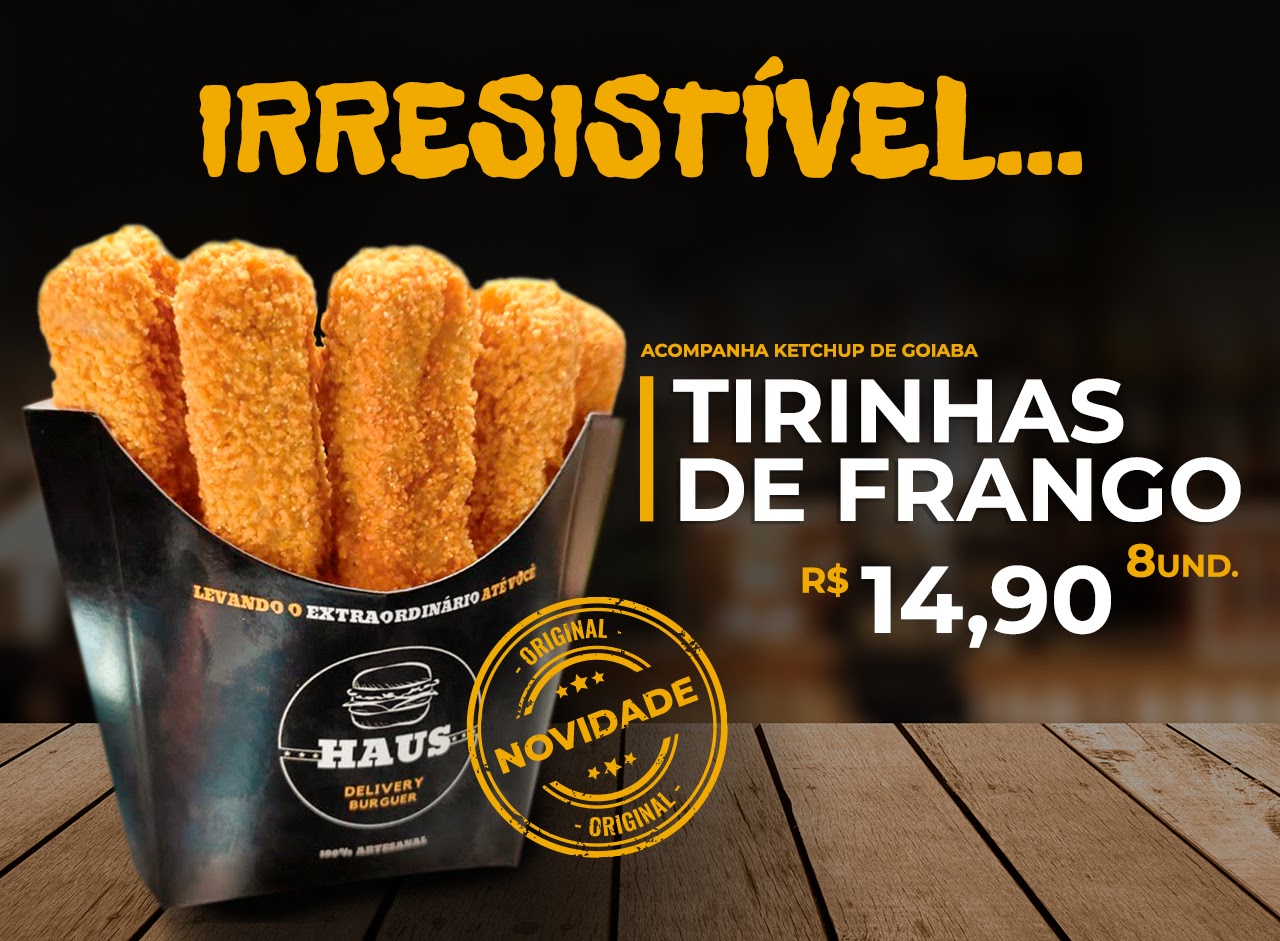 IRRESISTÍVEL...
ACOMPANHA KETCHUP DE GOIABA
TIRINHAS
DE FRANGO
R$ 14,90 8UND.
LEVANDO O EXTRAORDINÁRIO ATÉ VOCÊ
HAUS
DELIVERY
BURGUER
100% ARTESANAL
- ORIGINAL -
NOVIDADE
- ORIGINAL -